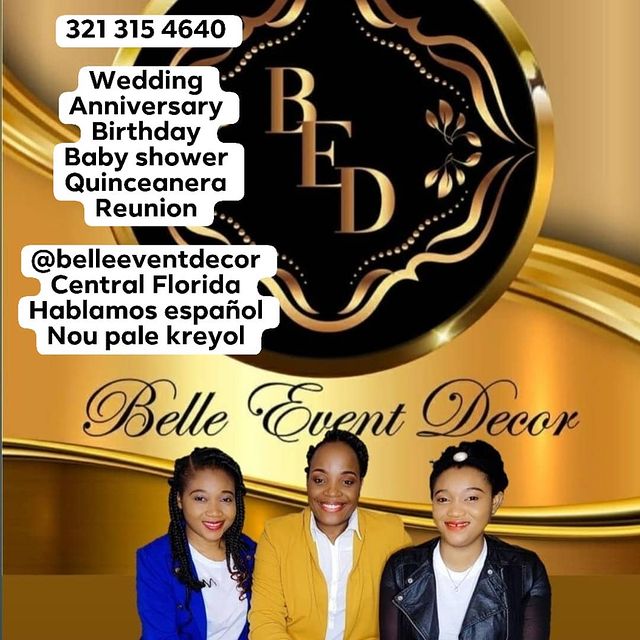 321 315 4640
Wedding
Anniversary
Birthday
Baby shower
Quinceanera
Reunion
@belleeventdecor
Central Florida
Hablamos español
Nou pale kreyol
BED
Belle Event Decor